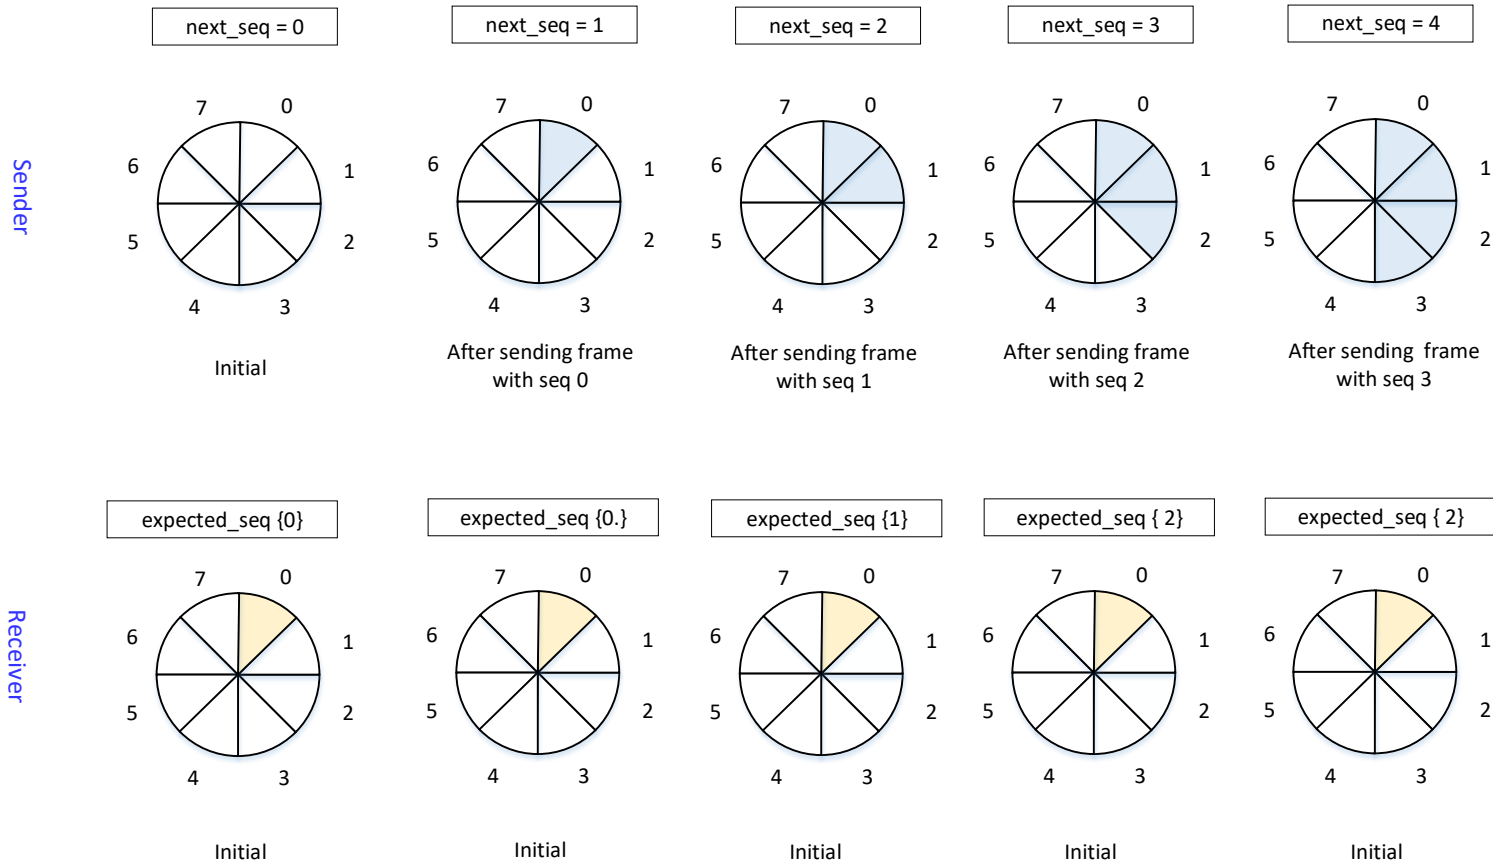 next_seq = 0
next_seq = 1
next_seq = 2
next_seq = 3
next_seq = 4
Sender
7 0
6 1
5 2
4 3
7 0
6 1
5 2
4 3
7 0
6 1
5 2
4 3
7 0
6 1
5 2
4 3
7 0
6 1
5 2
4 3
Initial
After sending frame
with seq 0
After sending frame
with seq 1
After sending frame
with seq 2
After sending frame
with seq 3
expected_seq {0}
expected_seq {0.}
expected_seq {1}
expected_seq { 2}
expected_seq { 2}
Receiver
7 0
6 1
5 2
4 3
7 0
6 1
5 2
4 3
7 0
6 1
5 2
4 3
7 0
6 1
5 2
4 3
7 0
6 1
5 2
4 3
Initial
Initial
Initial
Initial
Initial